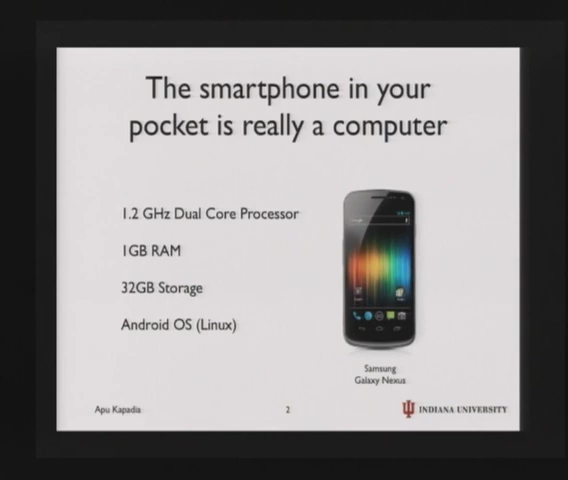 The smartphone in your
pocket is really a computer
1.2 GHz Dual Core Processor
1GB RAM
32GB Storage
Android OS (Linux)
Samsung
Galaxy Nexus
Apu Kapadia
2
INDIANA UNIVERSITY